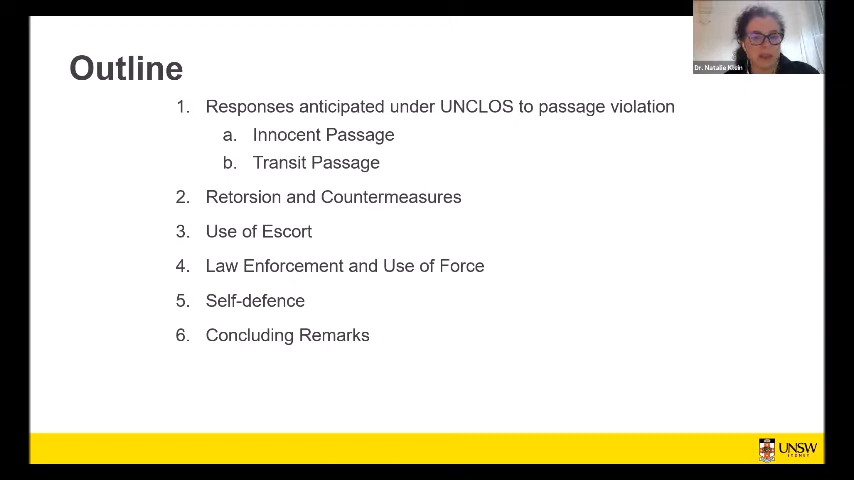 Dr. Natalie Klein
Outline
1. Responses anticipated under UNCLOS to passage violation
a. Innocent Passage
b. Transit Passage
2. Retorsion and Countermeasures
3. Use of Escort
4. Law Enforcement and Use of Force
5. Self-defence
6. Concluding Remarks
UNSW
SYDNEY